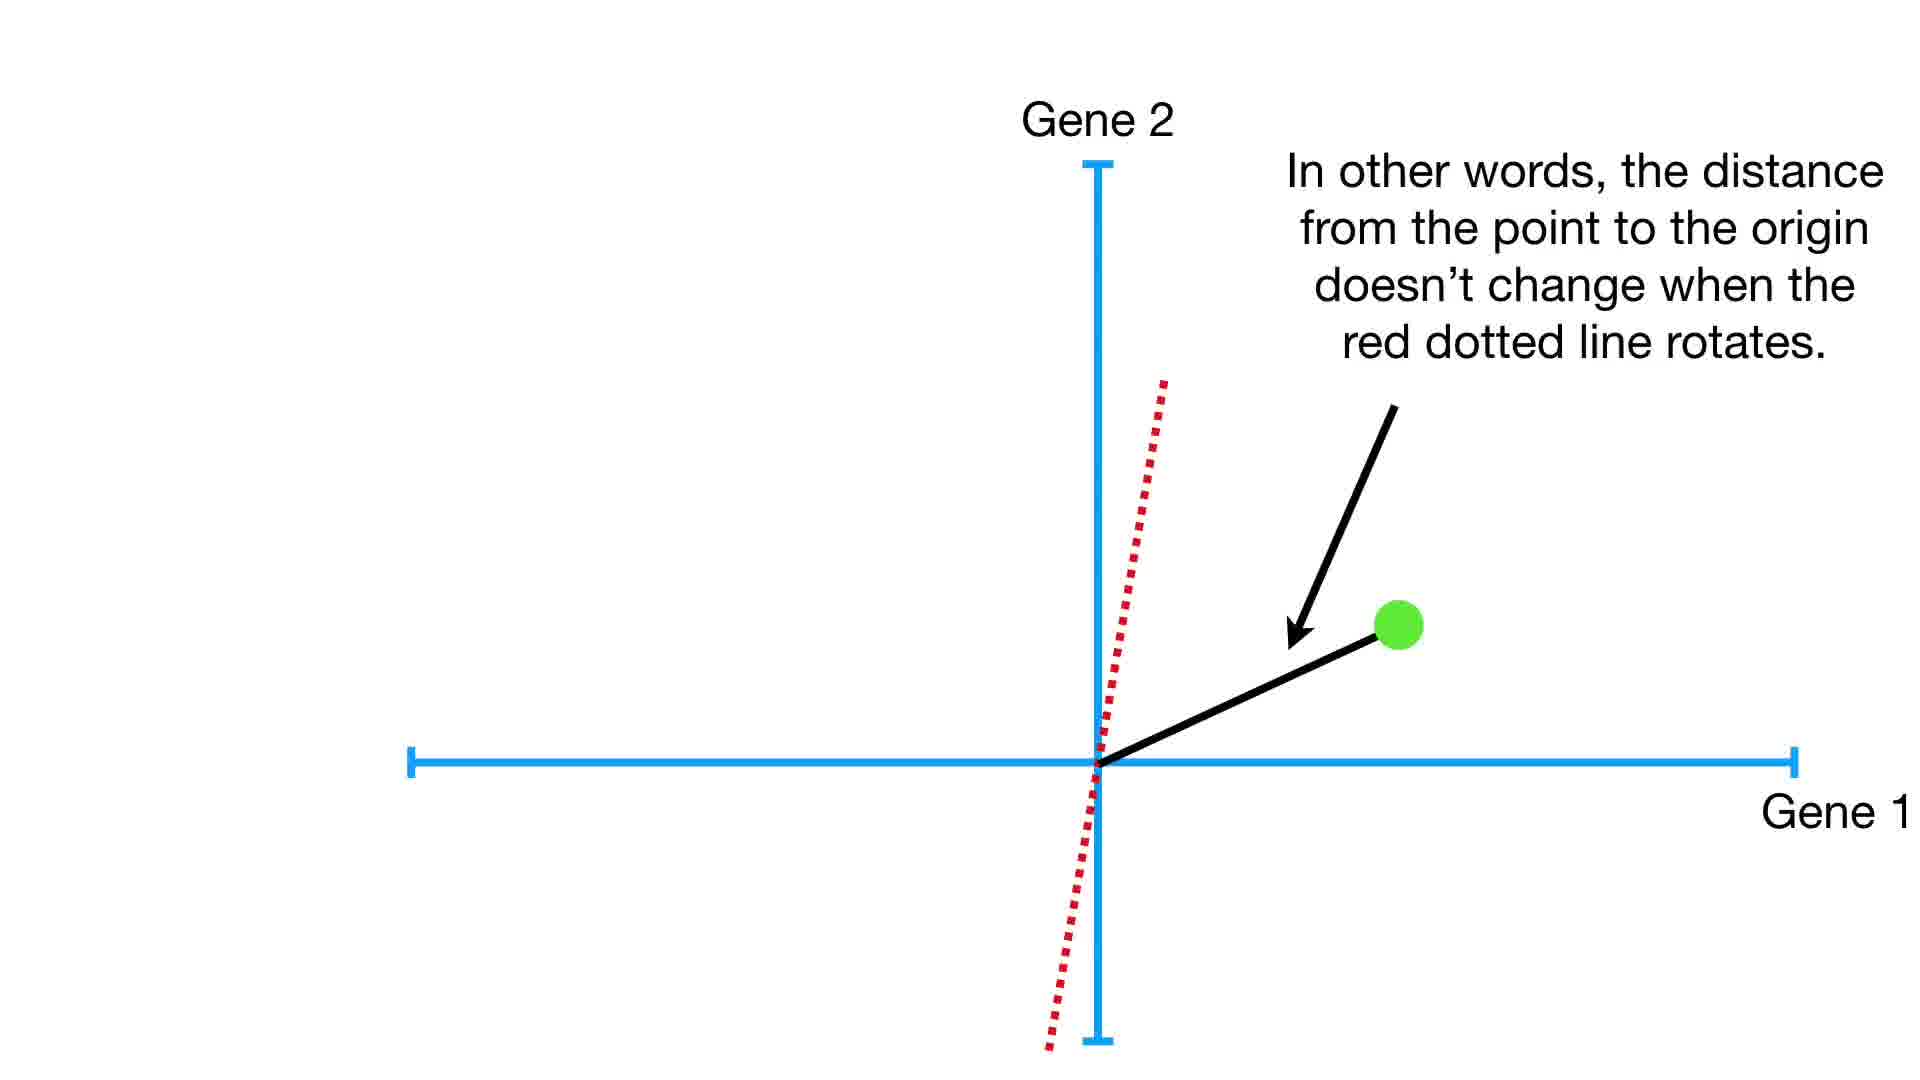 Gene 2
In other words, the distance
from the point to the origin
doesn’t change when the
red dotted line rotates.
Gene 1